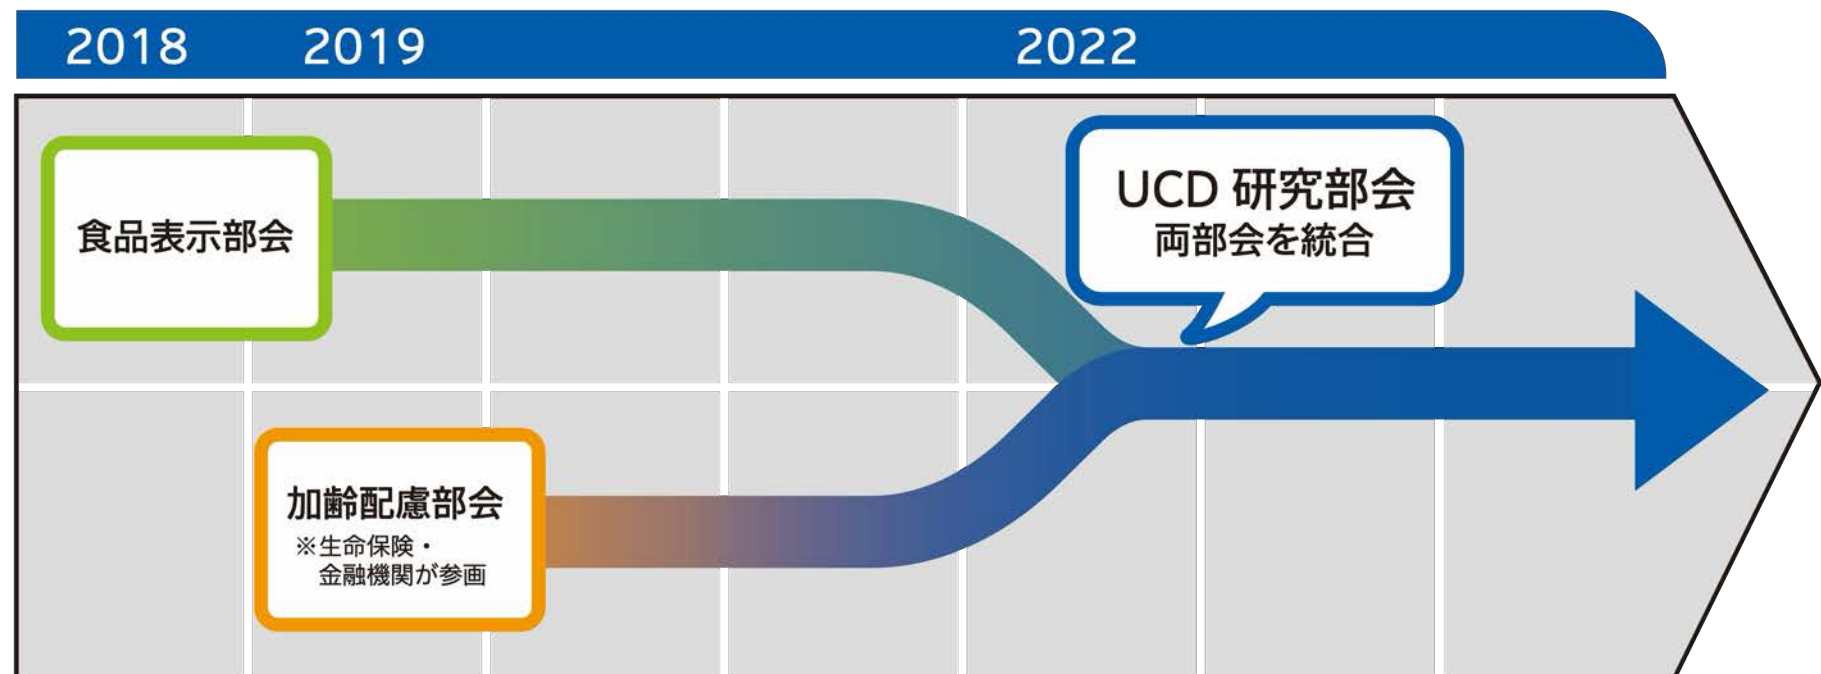 2018 2019 2022
食品表示部会
UCD 研究部会
両部会を統合
加齢配慮部会
※生命保険・
金融機関が参画